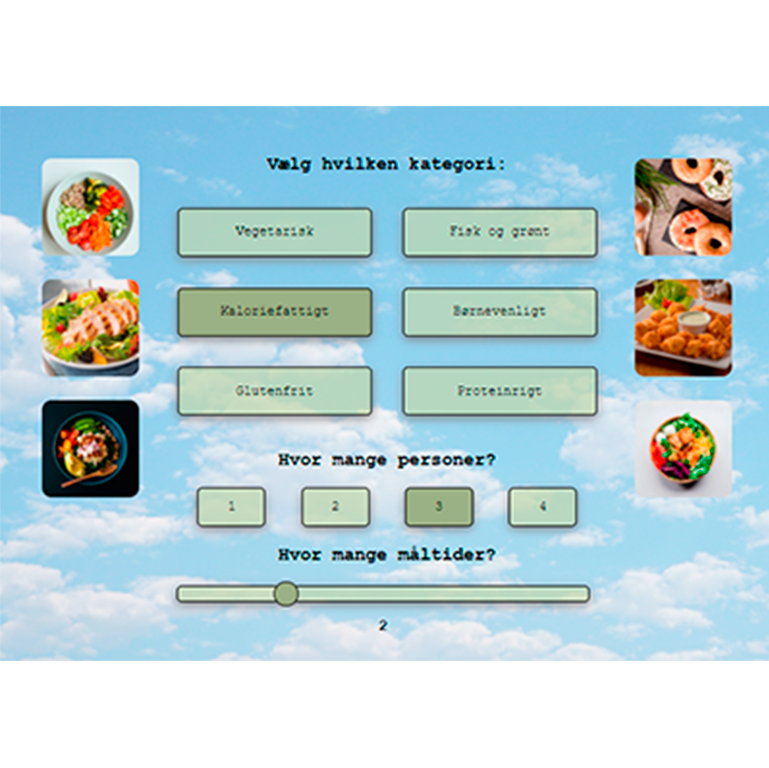 Vælg hvilken kategori:
Vegetarisk
Fisk og grønt
Kaloriefattigt
Børnevenligt
Glutenfrit
Proteinrigt
Hvor mange personer?
1
2
3
4
Hvor mange måltider?
2